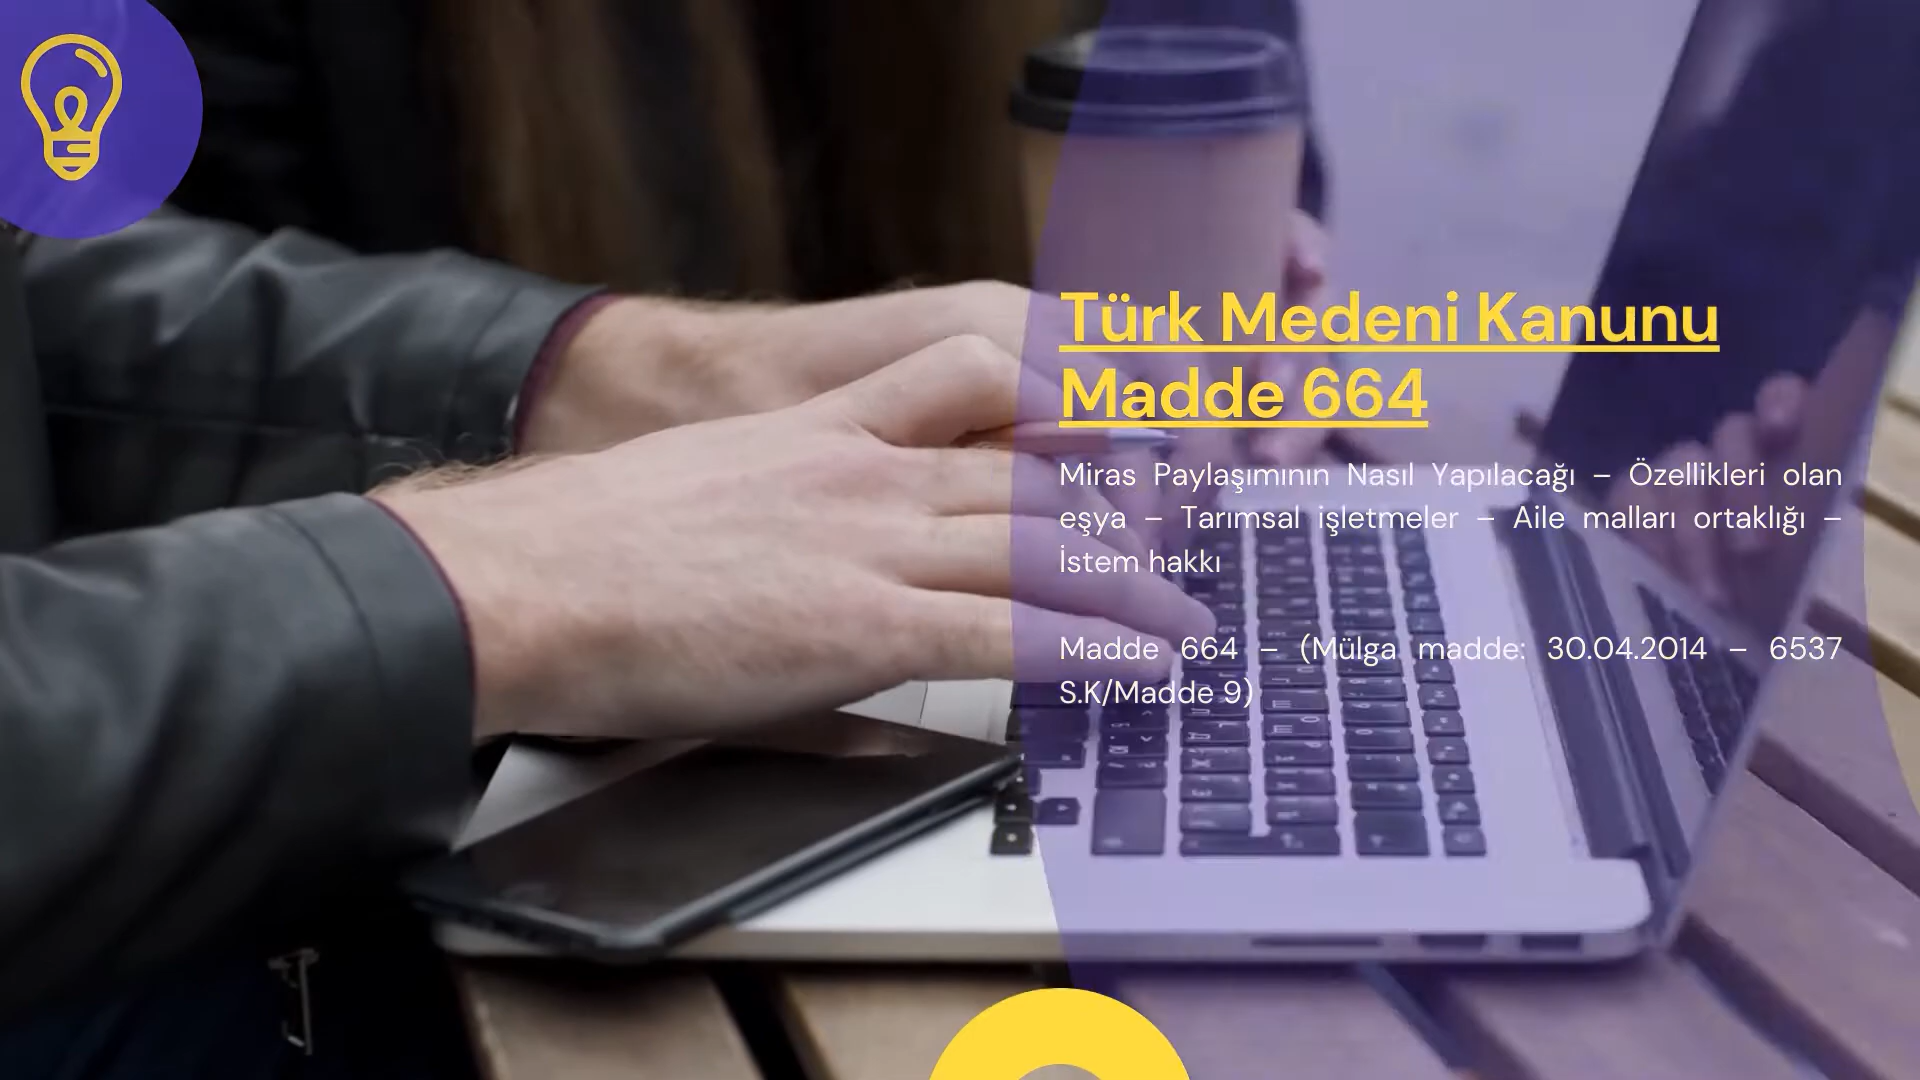 Türk Medeni Kanunu
Madde 664
Miras Paylaşımının Nasıl Yapılacağı – Özellikleri olan
eşya – Tarımsal işletmeler – Aile malları ortaklığı –
İstem hakkı
Madde 664 – (Mülga madde: 30.04.2014 – 6537
S.K/Madde 9)